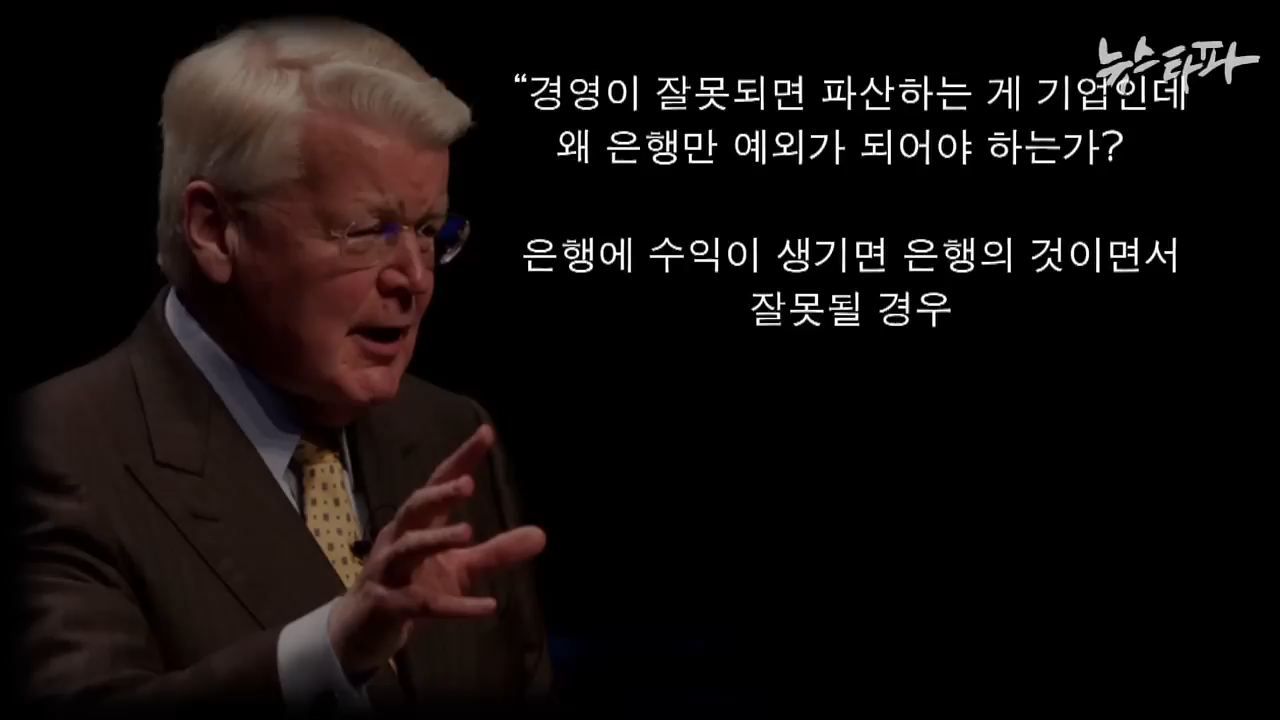 뉴스타파
“경영이 잘못되면 파산하는 게 기업인데
왜 은행만 예외가 되어야 하는가?
은행에 수익이 생기면 은행의 것이면서
잘못될 경우